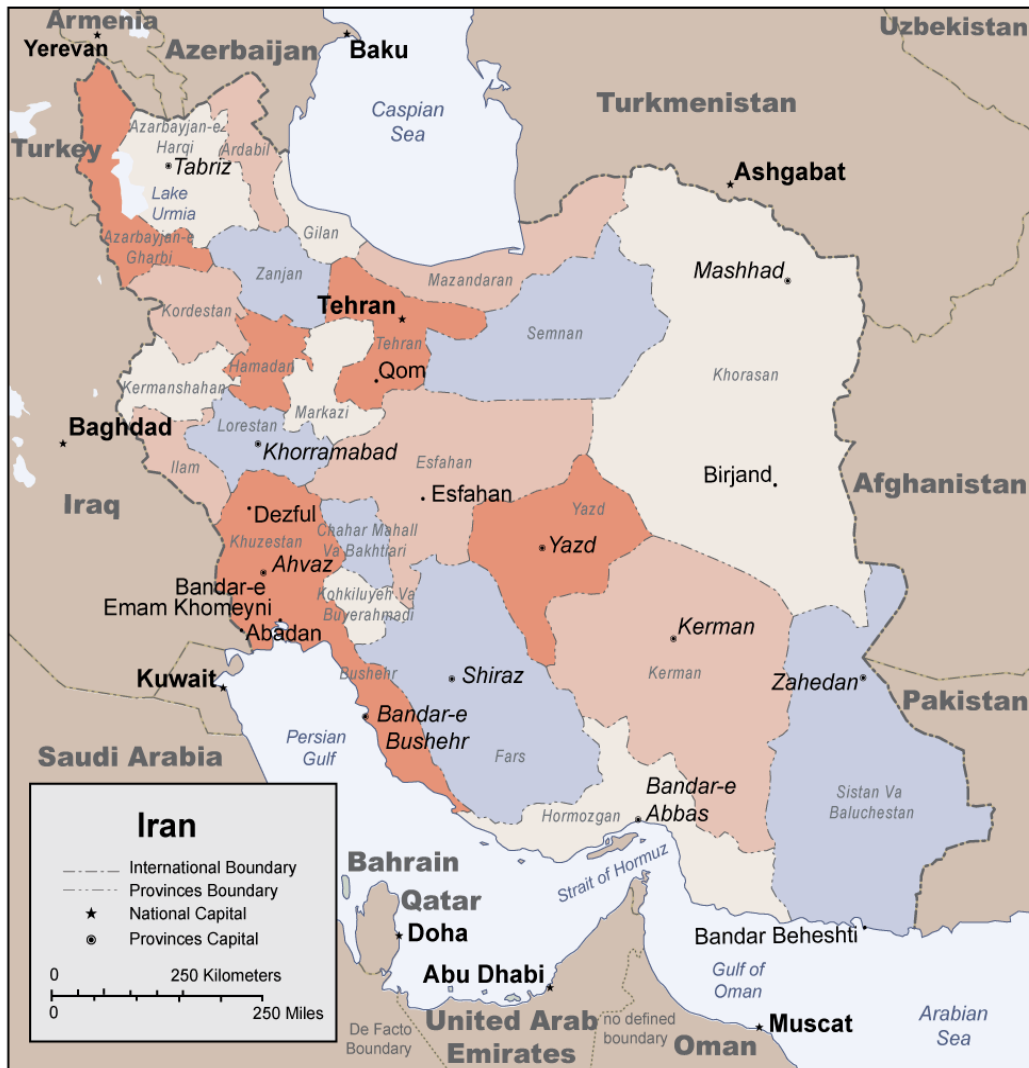 Armenia
Yerevan
Azerbaijan
Baku
Uzbekistan
Caspian
Sea
Turkmenistan
Turkey
Azarbayjan-e
Harqi
Ardabil
Tabriz
Ashgabat
Lake
Urmia
Gilan
Azarbayjan-e
Gharbi
Zanjan
Mazandaran
Mashhad
Kordestan
Tehran
Tehran
Semnan
Hamadan
Qom
Khorasan
Kermanshahan
Markazi
Baghdad
Lorestan
Khorramabad
Ilam
Esfahan
Esfahan
Birjand
Afghanistan
Iraq
Dezful
Khuzestan
Chahar Mahall
Va Bakhtiari
Yazd
Yazd
Ahvaz
Bandar-e
Emam Khomeyni
Kohkiluyeh Va
Buyerahmadi
Abadan
Kerman
Kerman
Kuwait
Bushehr
Shiraz
Zahedan
Pakistan
Bandar-e
Bushehr
Saudi Arabia
Persian
Gulf
Fars
Bandar-e
Abbas
Sistan Va
Baluchestan
Hormozgan
Strait of Hormuz
Iran
International Boundary
Provinces Boundary
National Capital
Provinces Capital
0 250 Kilometers
0 250 Miles
Bahrain
Qatar
Doha
Abu Dhabi
Bandar Beheshti
Gulf of
Oman
De Facto
Boundary
United Arab
Emirates
no defined
boundary
Oman
Muscat
Arabian
Sea